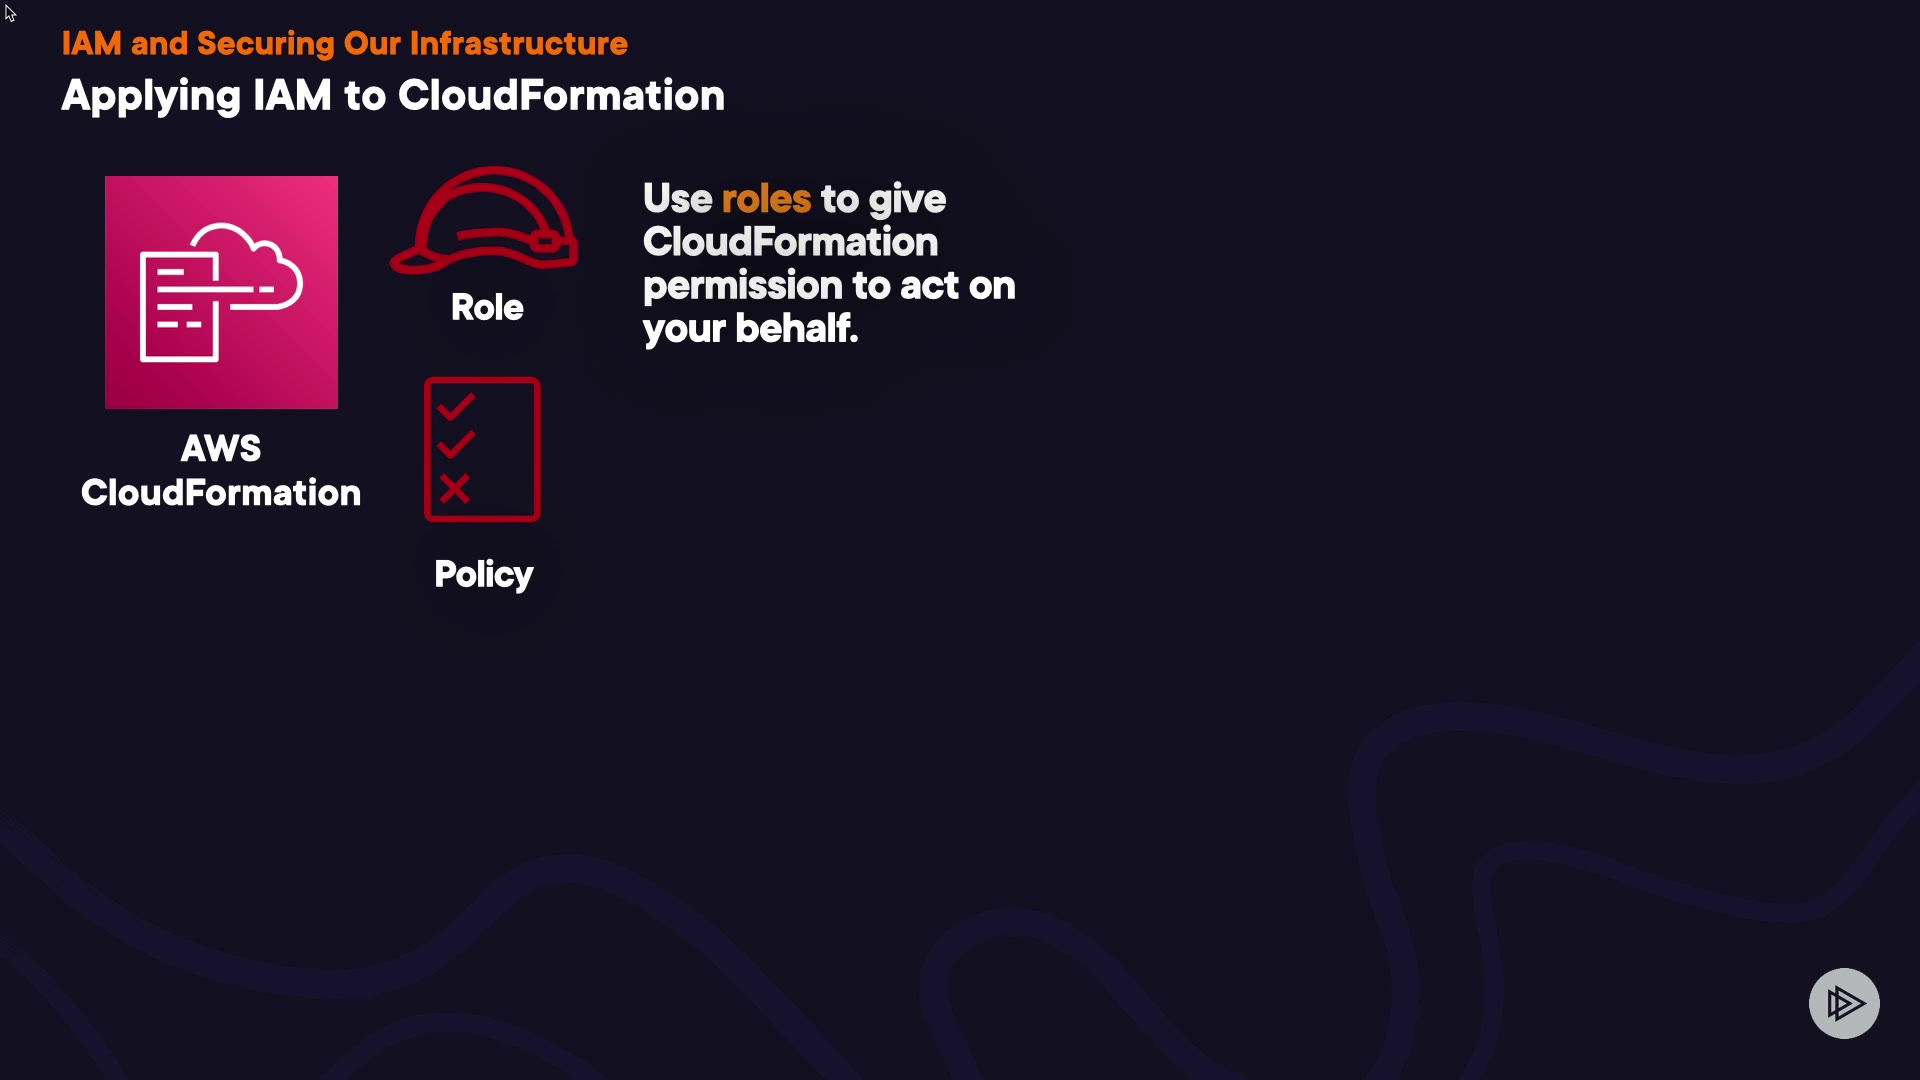 IAM and Securing Our Infrastructure
Applying IAM to CloudFormation
AWS
CloudFormation
Role
Policy
Use roles to give
CloudFormation
permission to act on
your behalf.